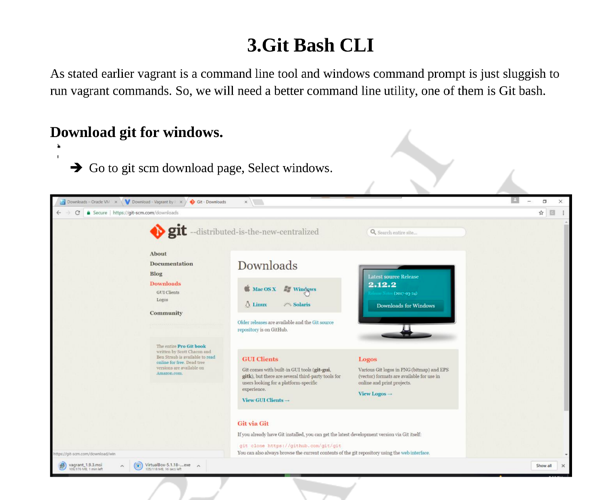 3.Git Bash CLI
As stated earlier vagrant is a command line tool and windows command prompt is just sluggish to
run vagrant commands. So, we will need a better command line utility, one of them is Git bash.
Download git for windows.
➔ Go to git scm download page, Select windows.
Downloads – Oracle VM
Download - Vagrant by
Git - Downloads
Secure | https://git-scm.com/downloads
git --distributed-is-the-new-centralized
Search entire site...
About
Documentation
Blog
Downloads
GUI Clients
Logos
Community
The entire Pro Git book
written by Scott Chacon and
Ben Straub is available to read
online for free. Dead tree
versions are available on
Amazon.com.
Downloads
Mac OS X Windows
Linux Solaris
Older releases are available and the Git source
repository is on GitHub.
Latest source Release
2.12.2
Downloads for Windows
GUI Clients
Git comes with built-in GUI tools (git-gui,
gitk), but there are several third-party tools for
users looking for a platform-specific
experience.
View GUI Clients →
Logos
Various Git logos in PNG (bitmap) and EPS
(vector) formats are available for use in
online and print projects.
View Logos →
Git via Git
If you already have Git installed, you can get the latest development version via Git itself:
git clone https://github.com/git/git
You can also always browse the current contents of the git repository using the web interface.
https://git-scm.com/download/win
vagrant_1.9.3.msi
VirtualBox-5.1.18-...exe
Show all